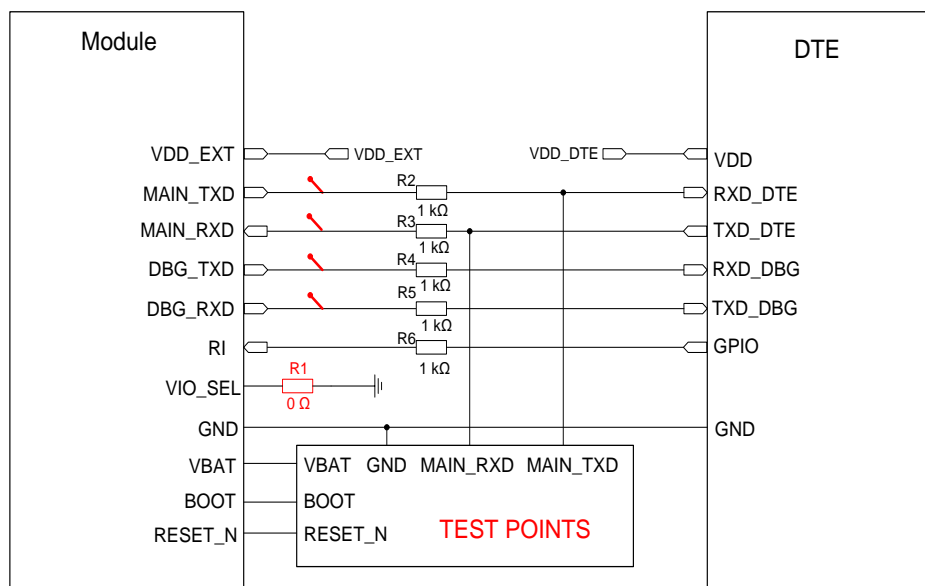 Module
DTE
VDD_EXT
VDD_EXT
VDD_DTE
VDD
MAIN_TXD
R2
1 kΩ
RXD_DTE
MAIN_RXD
R3
1 kΩ
TXD_DTE
DBG_TXD
R4
1 kΩ
RXD_DBG
DBG_RXD
R5
1 kΩ
TXD_DBG
RI
R6
1 kΩ
GPIO
VIO_SEL
R1
0 Ω
GND
GND
VBAT
VBAT GND MAIN_RXD MAIN_TXD
BOOT
BOOT
RESET_N
RESET_N
TEST POINTS